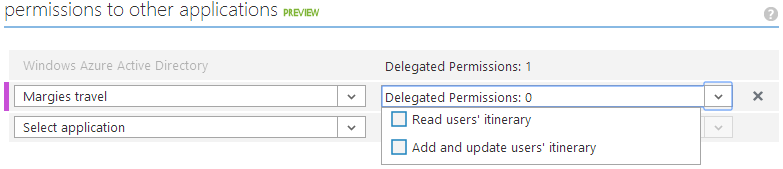 permissions to other applications PREVIEW
?
Windows Azure Active Directory Delegated Permissions: 1
Margies travel Delegated Permissions: 0
Read users' itinerary
Select application
Add and update users' itinerary